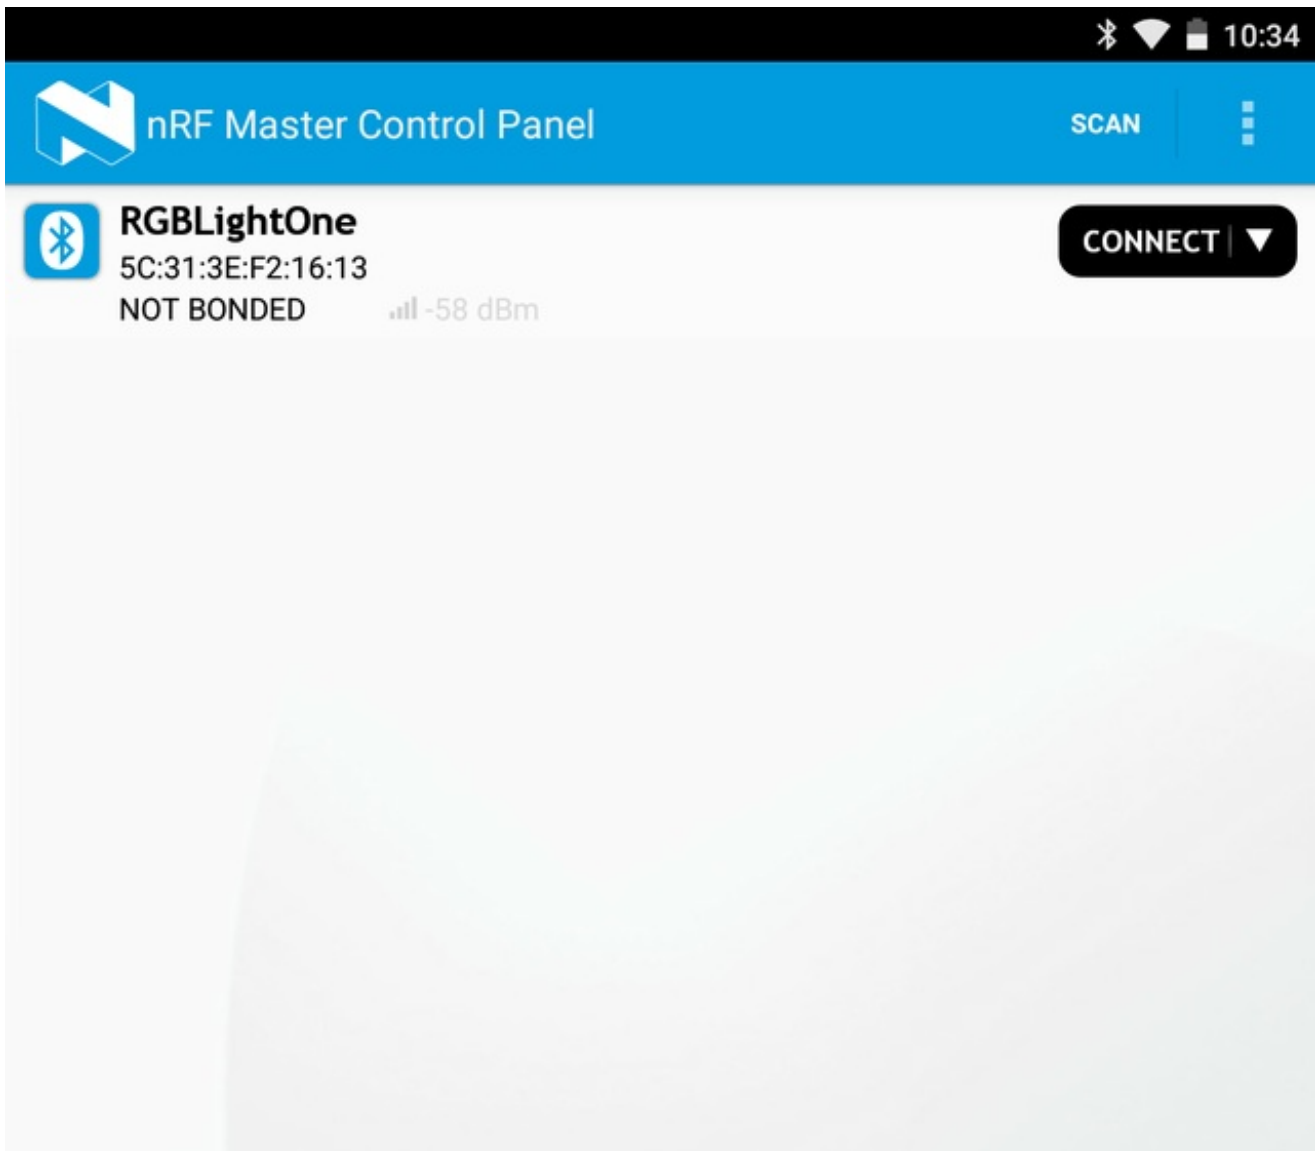 10:34
nRF Master Control Panel SCAN
RGBLightOne
CONNECT
5C:31:3E:F2:16:13
NOT BONDED -58 dBm